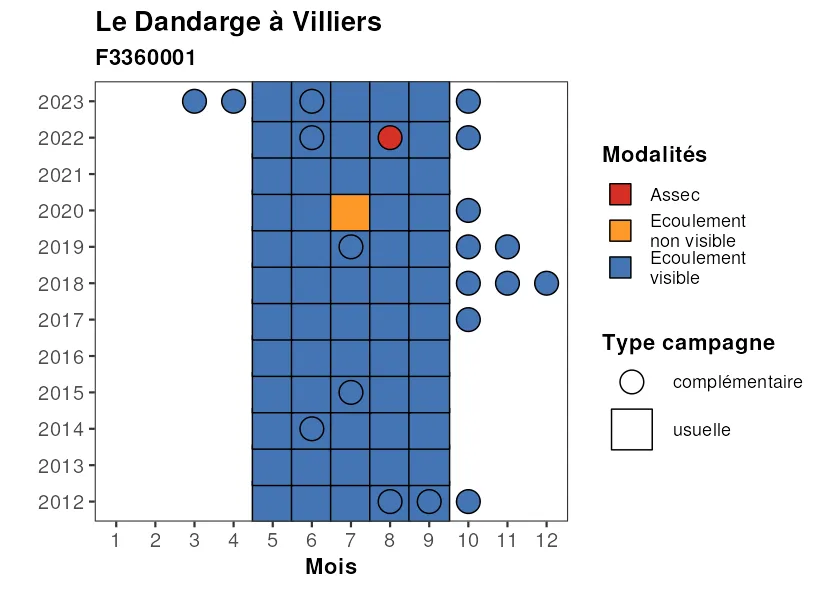 Le Dandarge à Villiers
F3360001
2023
2022
2021
2020
2019
2018
2017
2016
2015
2014
2013
2012
1 2 3 4 5 6 7 8 9 10 11 12
Mois
Modalités
Assec
Ecoulement
non visible
Ecoulement
visible
Type campagne
complémentaire
usuelle